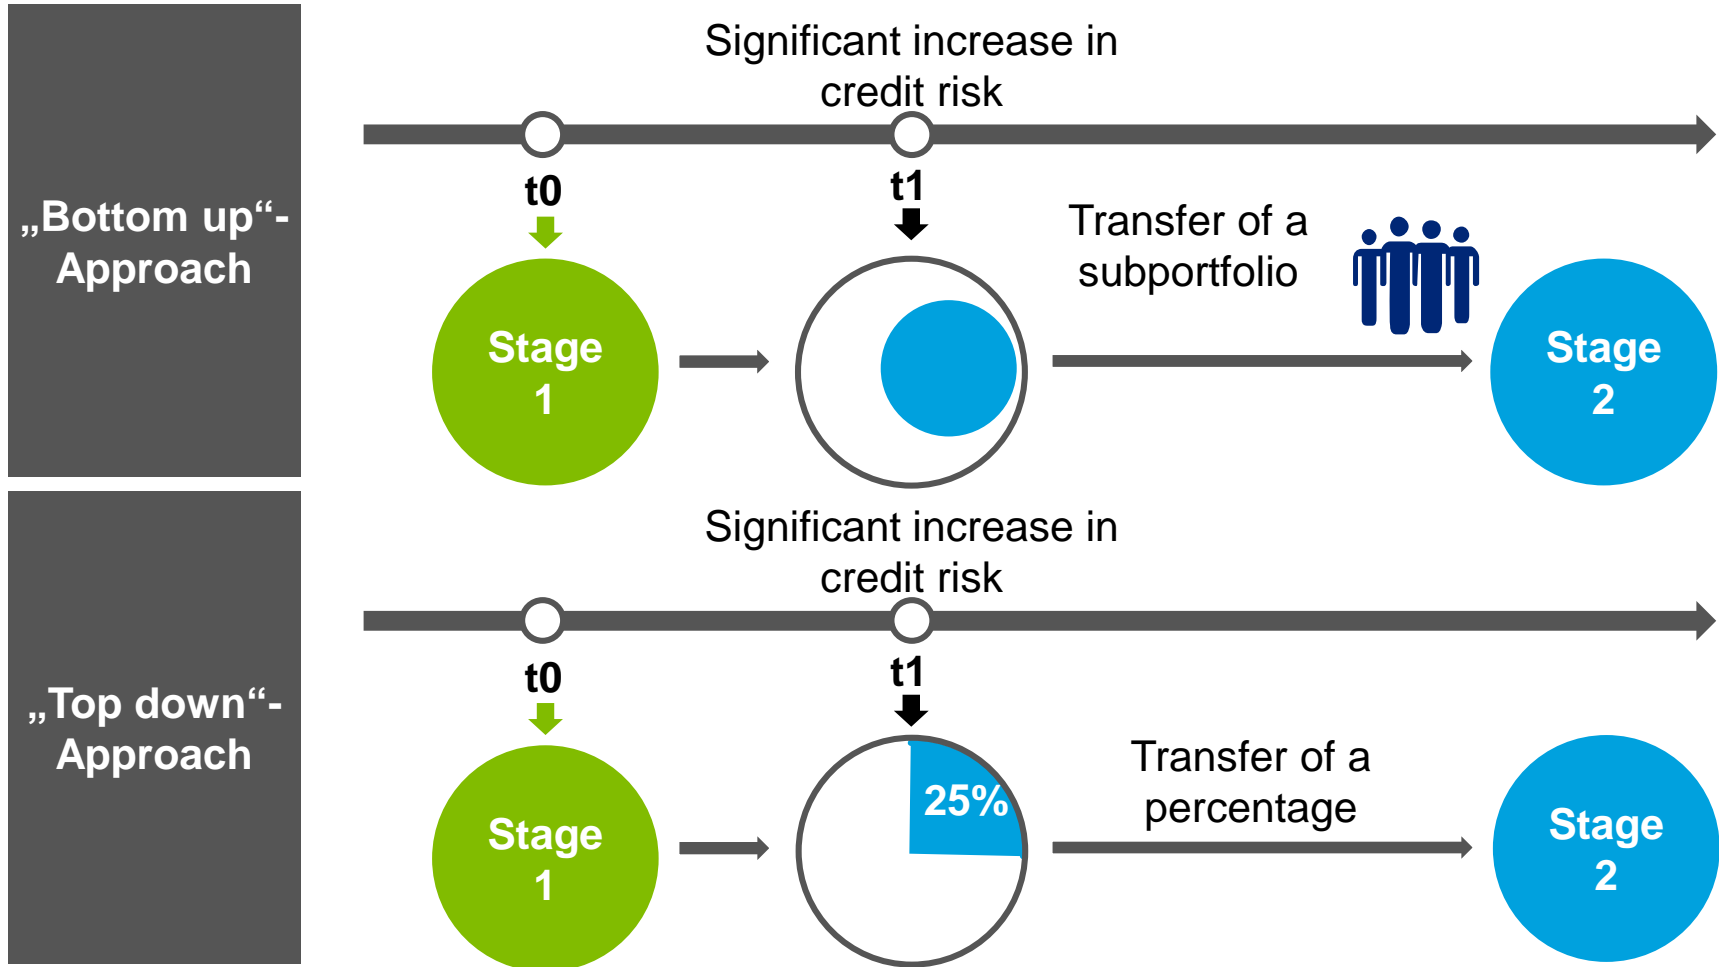 „Bottom up“-
Approach
Significant increase in
credit risk
t0
t1
Transfer of a
subportfolio
Stage
1
Stage
2
„Top down“-
Approach
Significant increase in
credit risk
t0
t1
25%
Transfer of a
percentage
Stage
1
Stage
2